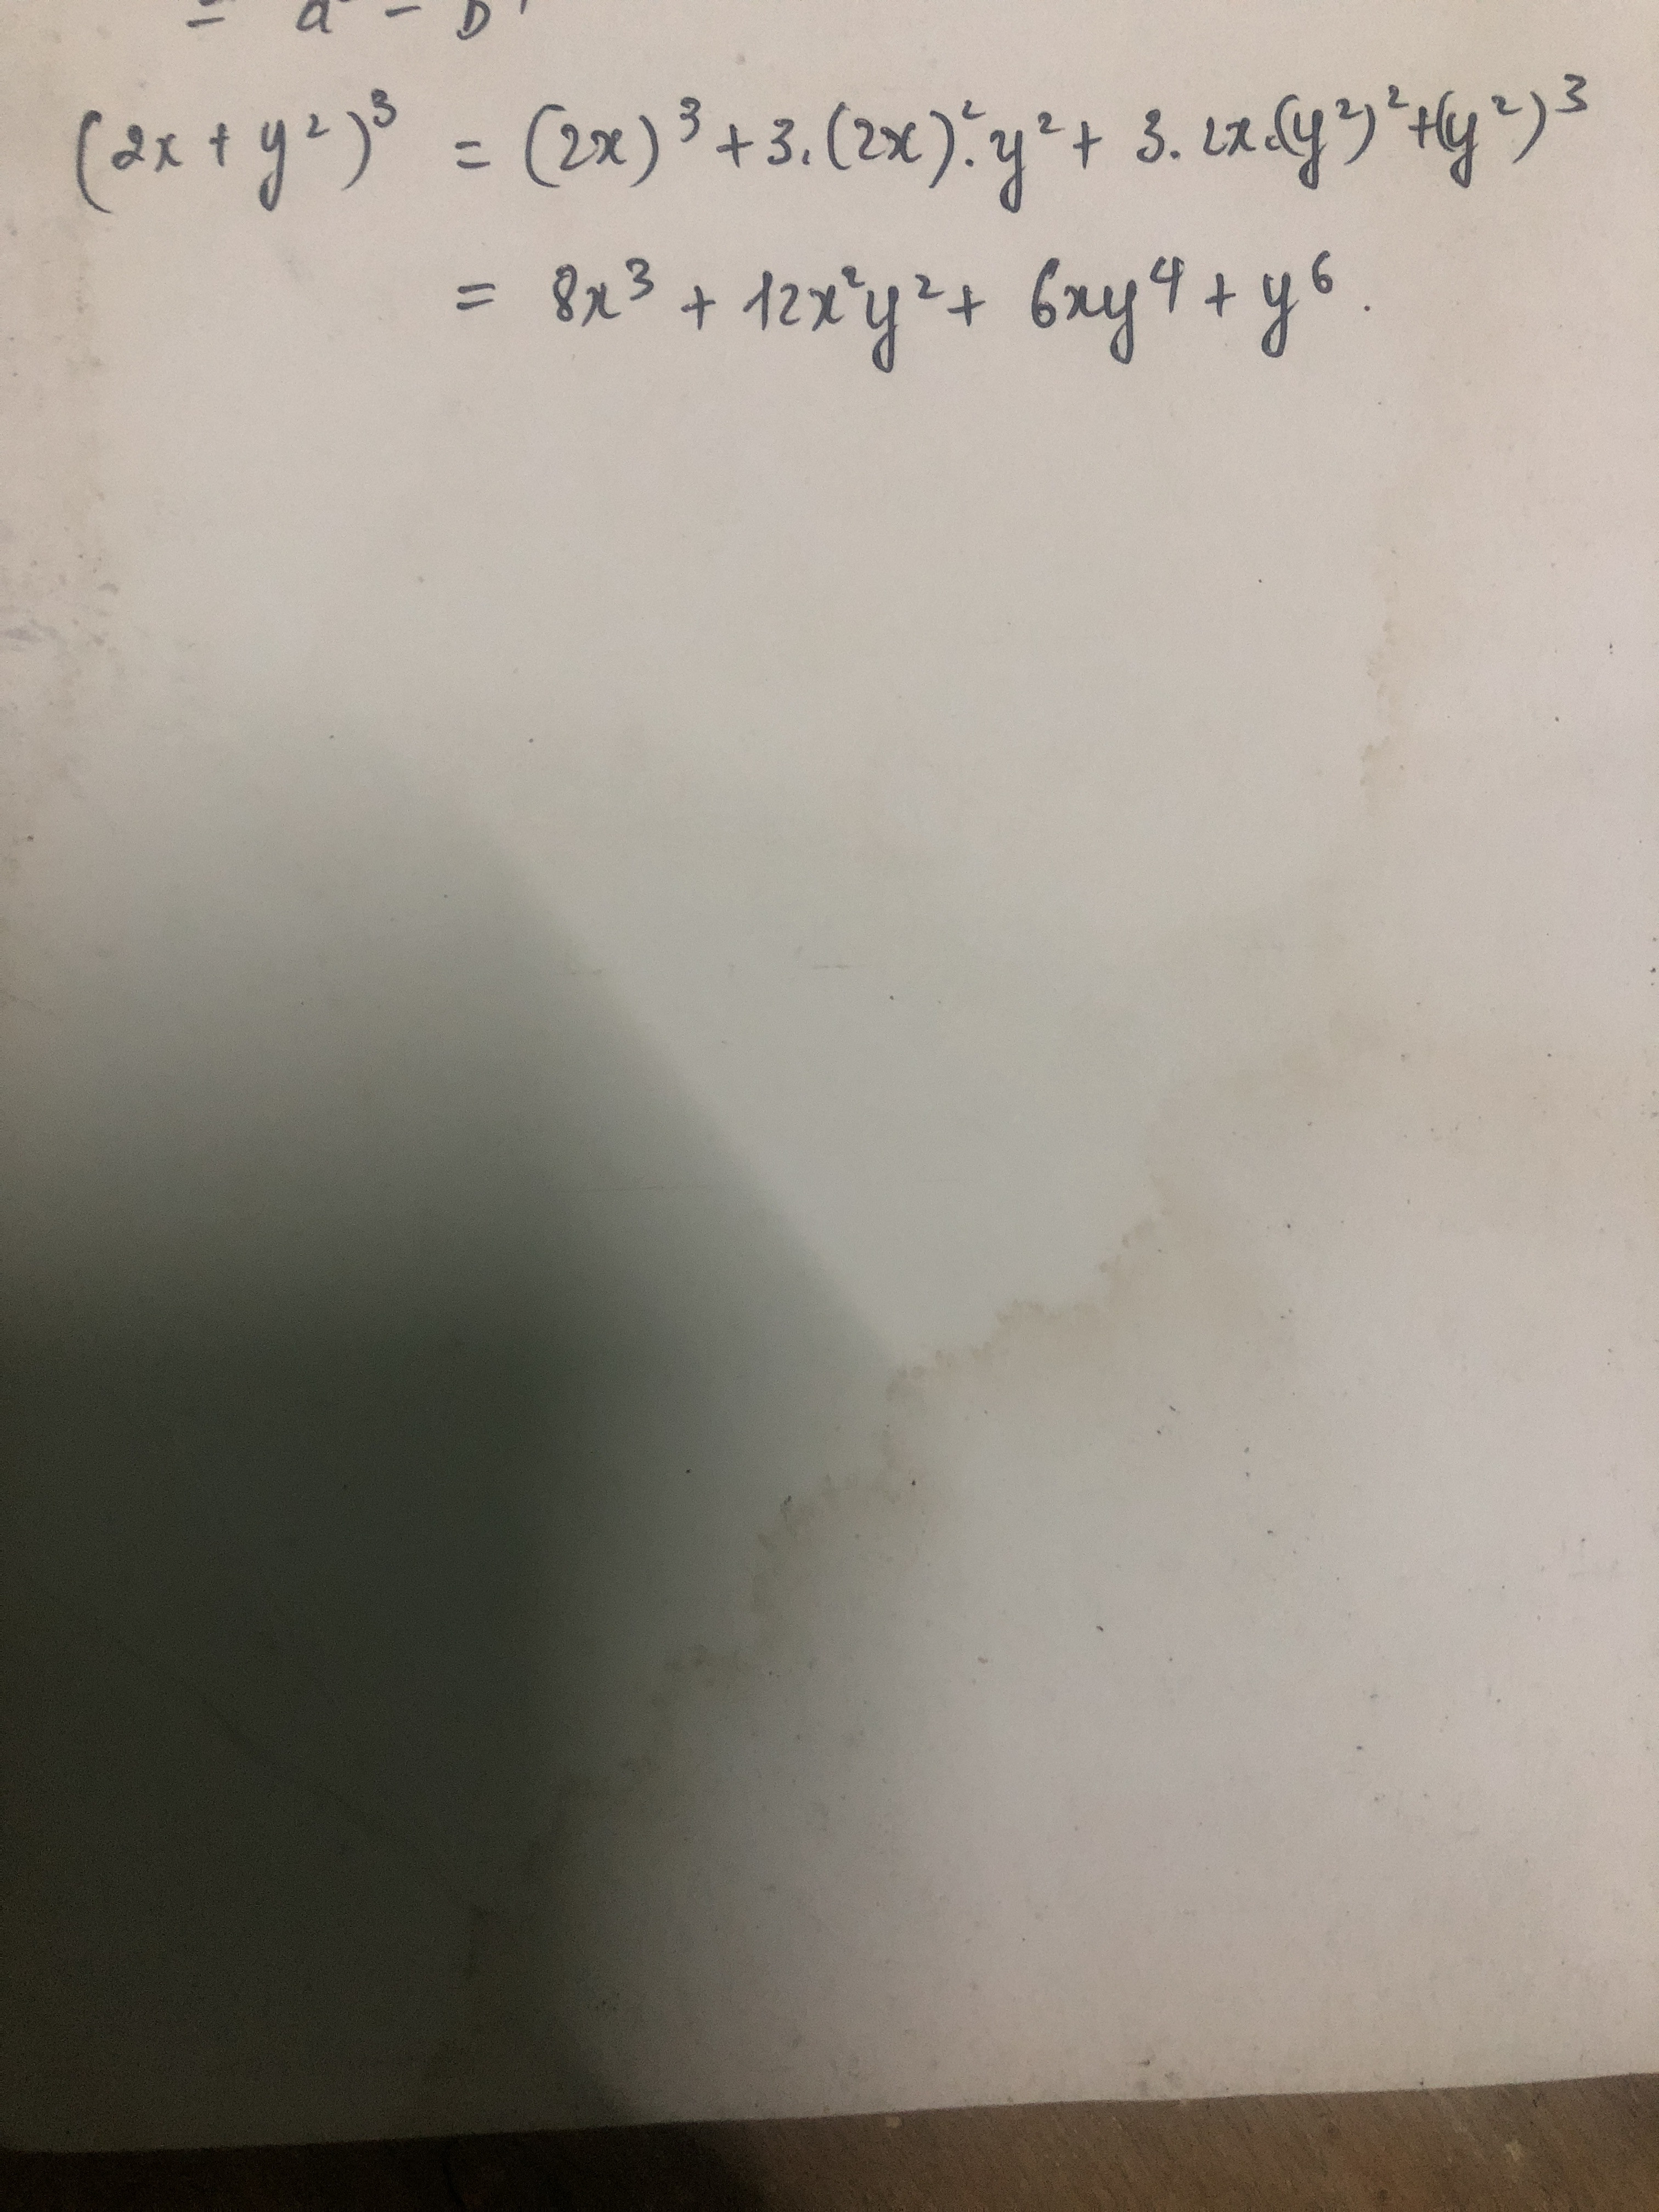 = a - b
(2x + y²)³ = (2x)³ + 3.(2x)².y² + 3.2x.(y²)² + (y²)³
= 8x³ + 12x²y² + 6xy⁴ + y⁶.